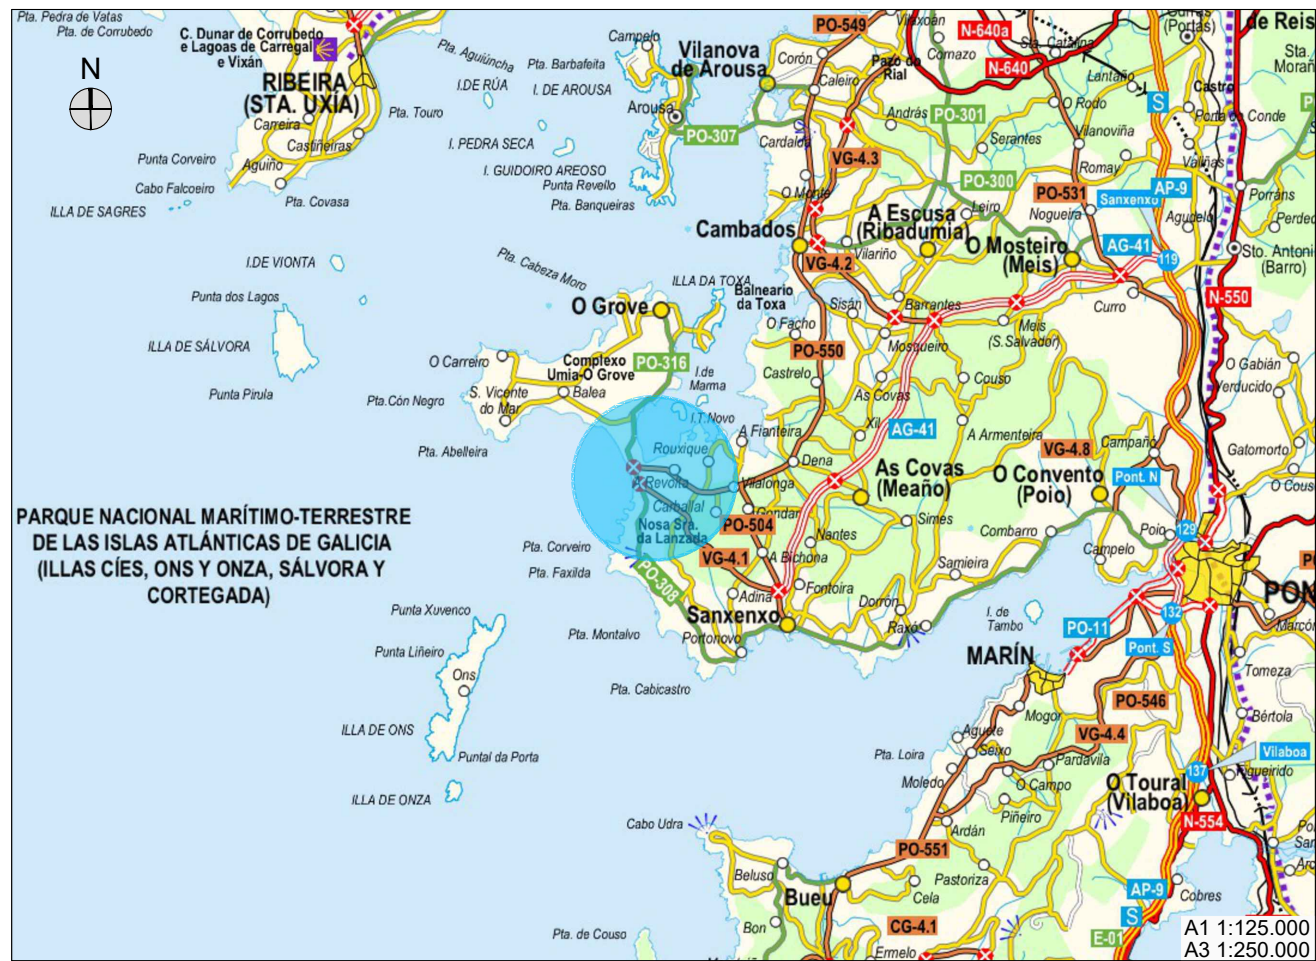 Pta. Pedra de Vatas
Pta. de Corrubedo
C. Dunar de Corrubedo
e Lagoas de Carregal
e Vixán
N
RIBEIRA
(STA. UXÍA)
Carreira
Castiñeiras
Aguiño
Punta Corveiro
Cabo Falcoeiro
ILLA DE SAGRES
Pta. Covasa
Pta. Touro
Pta. Aguiúncha
I.DE RÚA
I. PEDRA SECA
I. GUIDOIRO AREOSO
Campelo
Pta. Barbafeita
I. DE AROUSA
Arousa
Punta Revello
Pta. Banqueiras
Vilanova
de Arousa
PO-307
Corón
Caleiro
PO-549
Vilaxoan
Cornazo
N-640a
N-640
Sta. Catalina
Pazo do
Rial
András
PO-301
Cardalda
VG-4.3
Serantes
PO-300
O Monte
Cambados
VG-4.2
Vilariño
A Escusa
(Ribadumia)
Leiro
O Mosteiro
(Meis)
Nogueira
PO-531
Romay
Vilanoviña
O Rodo
Lantaño
(Portas)
de Reis
Sta.
Castro
S
Porta do Conde
Valiñas
AP-9
Sanxenxo
Agudelo
AG-41
119
Porráns
Sto. Antoni
(Barro)
N-550
Curro
I.DE VIONTA
Punta dos Lagos
ILLA DE SÁLVORA
Punta Pirula
Pta. Cabeza Moro
ILLA DA TOXA
Balneario
da Toxa
O Grove
PO-316
Complexo
Umia-O Grove
O Carreiro
S. Vicente
do Mar
Balea
Pta.Cón Negro
Pta. Abelleira
I.de
Marma
I.T.Novo
A Fianteira
O Facho
PO-550
Castrelo
Sisán
Barrantes
Mosqueiro
Meis
(S.Salvador)
Couso
As Covas
Xil
AG-41
A Armenteira
VG-4.8
Campañó
O Gabián
Verducido
Gatomorto
Rouxique
Revolta
Vilalonga
Carballal
Nosa Sra.
da Lanzada
Dena
As Covas
(Meaño)
O Convento
(Poio)
Pont. N
129
PARQUE NACIONAL MARÍTIMO-TERRESTRE
DE LAS ISLAS ATLÁNTICAS DE GALICIA
(ILLAS CÍES, ONS Y ONZA, SÁLVORA Y
CORTEGADA)
PO-504
Gondar
VG-4.1
Nantes
Simes
A Bichona
Combarro
Poio
Campelo
Samieira
Pta. Corveiro
Pta. Faxilda
PO-308
Adina
Fontoira
Dorrón
Raxó
Sanxenxo
Portonovo
Pta. Montalvo
Pta. Cabicastro
I. de
Tambo
PO-11
132
Pont. S
MARÍN
PON
Tomeza
Punta Xuvenco
Punta Liñeiro
Ons
ILLA DE ONS
Puntal da Porta
ILLA DE ONZA
Mogor
PO-546
VG-4.4
Bértola
Vilaboa
Aguete
Seixo
Pta. Loira
Moledo
Pardavila
O Campo
Piñeiro
O Toural
(Vilaboa)
137
Figueirido
N-554
Cabo Udra
Ardán
PO-551
Pastoriza
Beluso
Bueu
Cela
AP-9
S
Cobres
Bon
CG-4.1
E-01
Pta. de Couso
Ermelo
A1 1:125.000
A3 1:250.000